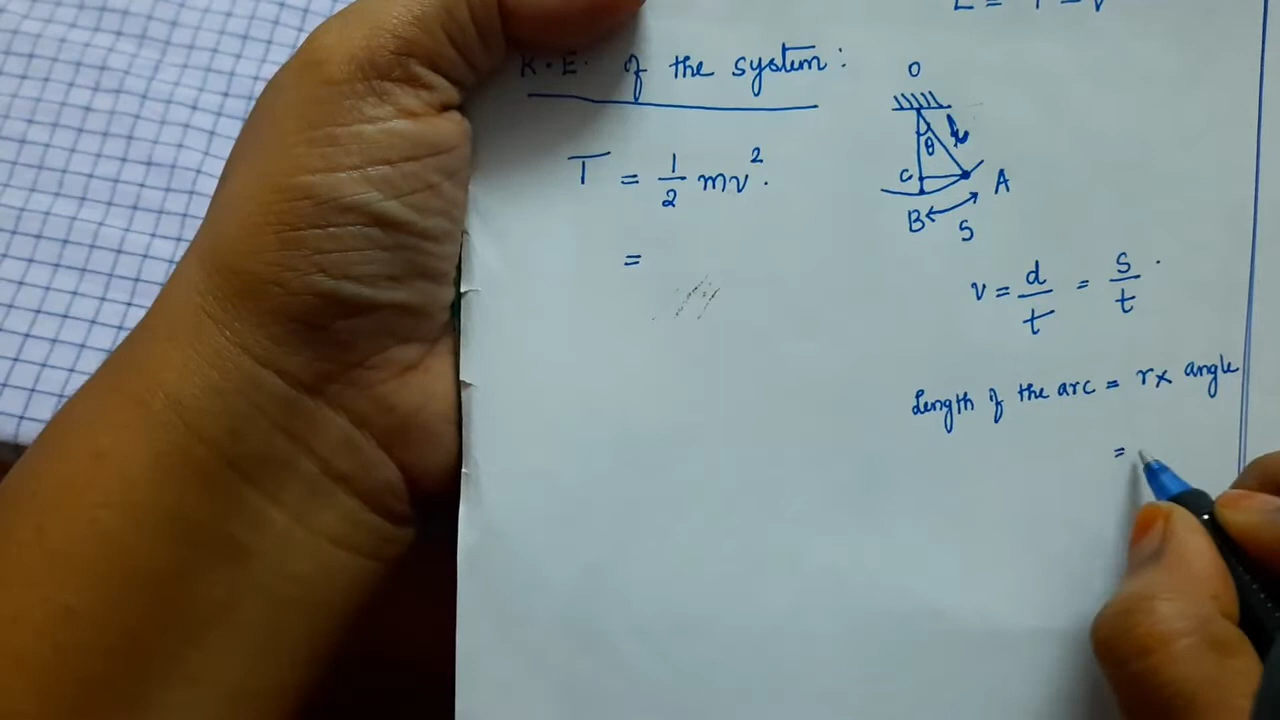 L = T - V
K.E. of the system:
O
θ
l
C
A
B
S
T = 1/2 mv².
=
v = d/t = s/t.
Length of the arc = r x angle
=